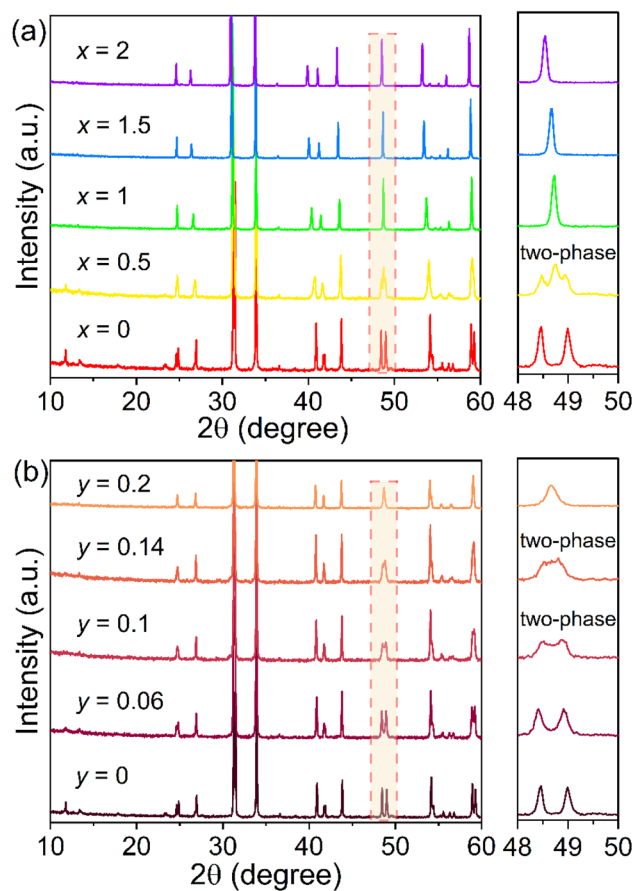 (a)
x = 2
x = 1.5
x = 1
x = 0.5
x = 0
two-phase
Intensity (a.u.)
10 20 30 40 50 60
48 49 50
2θ (degree)
(b)
y = 0.2
y = 0.14
y = 0.1
y = 0.06
y = 0
two-phase
two-phase
Intensity (a.u.)
10 20 30 40 50 60
48 49 50
2θ (degree)